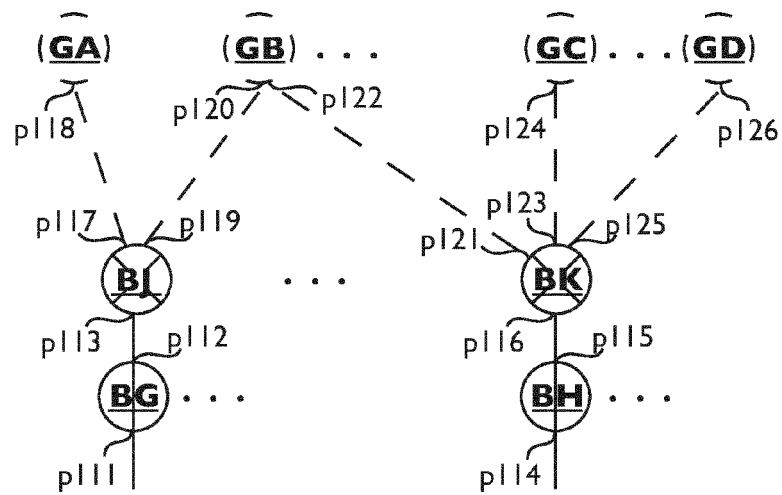 (GA) (GB) . . . (GC) . . . (GD)
p118 p120 p122 p124 p126
p117 p119 p121 p123 p125
BJ . . . BK
p113 p112 p116 p115
BG . . . BH . . .
p111 p114